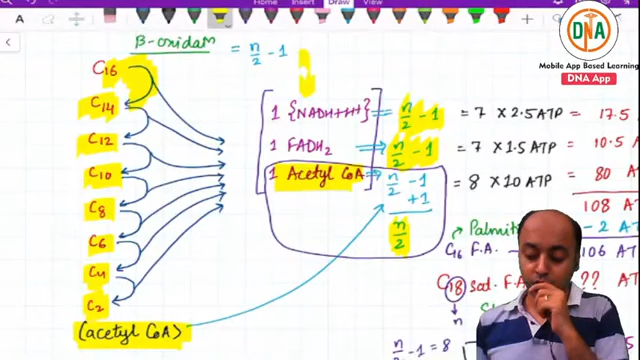 Home Insert Draw View
DNA
Mobile App Based Learning
DNA App
B-oxidatn = n/2 - 1
C16
C14
C12
C10
C8
C6
C4
C2
(acetyl CoA)
1 {NADH+H+} = n/2 - 1 = 7 x 2.5 ATP = 17.5
1 FADH2 => n/2 - 1 = 7 x 1.5 ATP = 10.5
1 Acetyl CoA => n/2 - 1 = 8 x 10 ATP = 80 AT
+1
n/2
108 AT
Palmit
- 2 AT
C16 F.A. 106 AT
C18 sat. F.A ?? AT
n
n/2 - 1 = 8